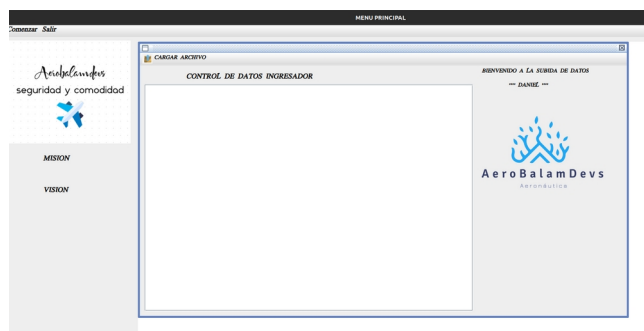 MENU PRINCIPAL
Comenzar Salir
Aerobalamdevs
seguridad y comodidad
MISION
VISION
CARGAR ARCHIVO
CONTROL DE DATOS INGRESADOR
BIENVENIDO A LA SUBIDA DE DATOS
--- DANIEL ---
AeroBalamDevs
Aeronáutica